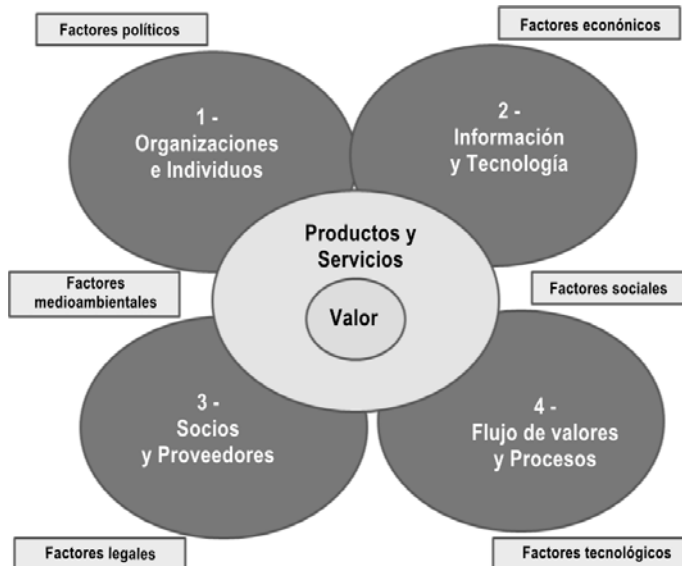 Factores políticos
Factores económicos
1 -
Organizaciones
e Individuos
2 -
Información
y Tecnología
Productos y
Servicios
Valor
Factores
medioambientales
Factores sociales
3 -
Socios
y Proveedores
4 -
Flujo de valores
y Procesos
Factores legales
Factores tecnológicos